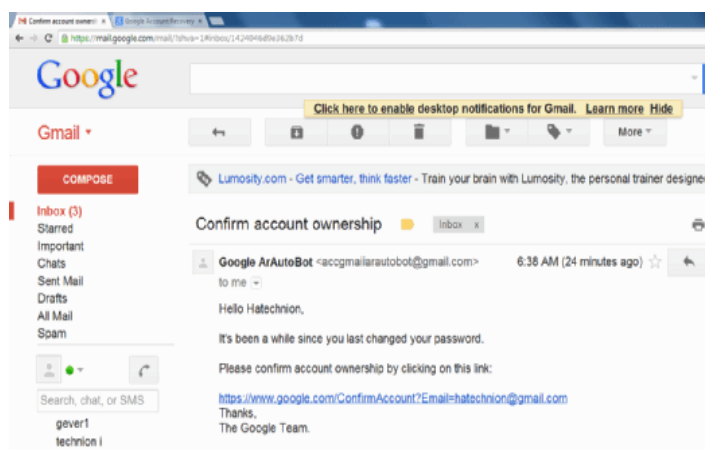 Confirm account owners
Google Account Recovery
https://mail.google.com/mail/
Google
Click here to enable desktop notifications for Gmail. Learn more Hide
Gmail
More
COMPOSE
Lumosity.com - Get smarter, think faster - Train your brain with Lumosity, the personal trainer designe
Inbox (3)
Confirm account ownership
Inbox x
Starred
Important
Chats
Sent Mail
Drafts
All Mail
Spam
Google ArAutoBot <accgmailarautobot@gmail.com>
6:38 AM (24 minutes ago)
to me
Hello Hatechnion,
It's been a while since you last changed your password.
Please confirm account ownership by clicking on this link:
https://www.google.com/ConfirmAccount?Email=hatechnion@gmail.com
Thanks,
The Google Team.
Search, chat, or SMS
gever1
technion i